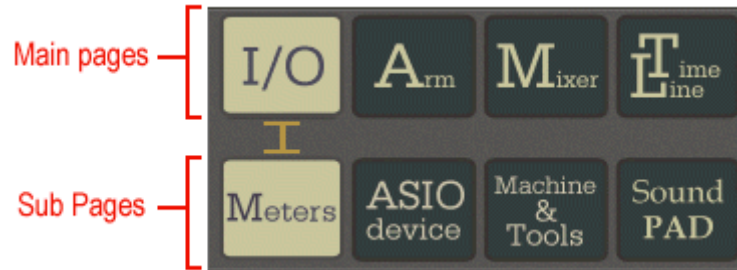 Main pages
I/O
Arm
Mixer
Time
Line
Sub Pages
Meters
ASIO
device
Machine
&
Tools
Sound
PAD